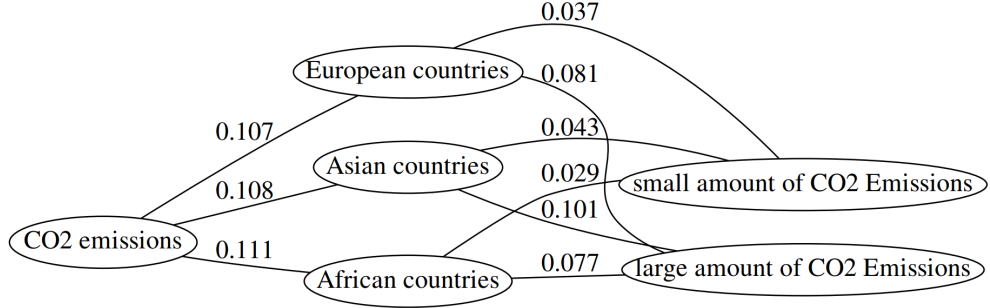 0.037
European countries
0.081
0.107
0.043
Asian countries
0.029
small amount of CO2 Emissions
0.108
0.101
CO2 emissions
0.111
0.077
African countries
large amount of CO2 Emissions